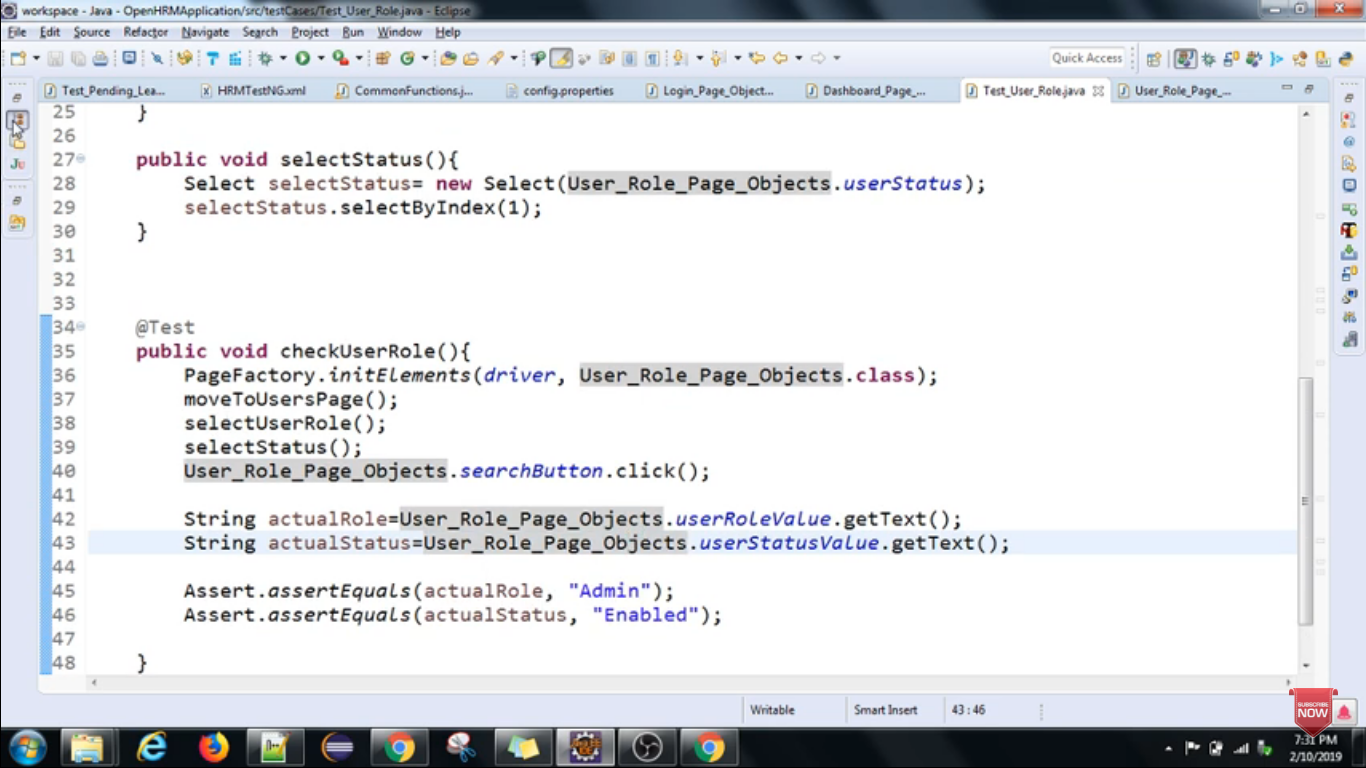 workspace - Java - OpenHRMApplication/src/testCases/Test_User_Role.java - Eclipse
File Edit Source Refactor Navigate Search Project Run Window Help
Quick Access
Test_Pending_Lea... HRMTestNG.xml CommonFunctions.j... config.properties Login_Page_Object... Dashboard_Page_... Test_User_Role.java User_Role_Page_...
25 }
26
27 public void selectStatus(){
28 Select selectStatus= new Select(User_Role_Page_Objects.userStatus);
29 selectStatus.selectByIndex(1);
30 }
31
32
33
34 @Test
35 public void checkUserRole(){
36 PageFactory.initElements(driver, User_Role_Page_Objects.class);
37 moveToUsersPage();
38 selectUserRole();
39 selectStatus();
40 User_Role_Page_Objects.searchButton.click();
41
42 String actualRole=User_Role_Page_Objects.userRoleValue.getText();
43 String actualStatus=User_Role_Page_Objects.userStatusValue.getText();
44
45 Assert.assertEquals(actualRole, "Admin");
46 Assert.assertEquals(actualStatus, "Enabled");
47
48 }
Writable Smart Insert 43 : 46
SUBSCRIBE
NOW
7:31 PM
2/10/2019